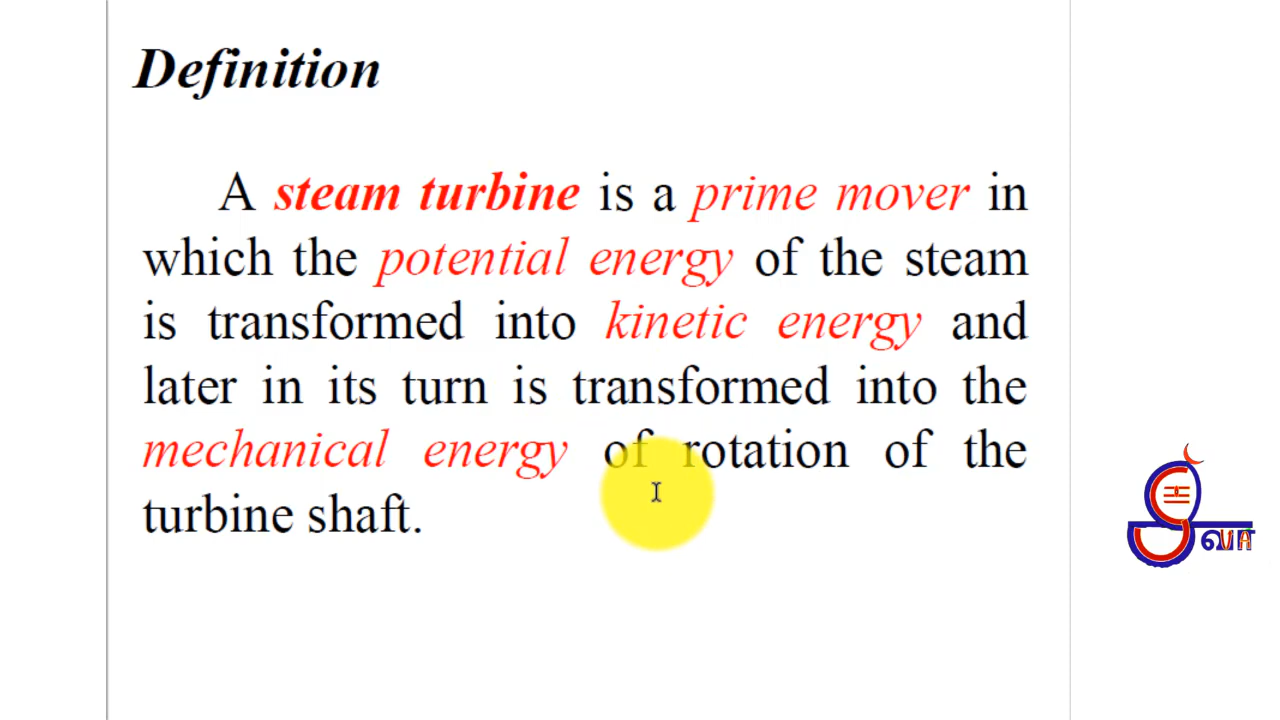 Definition
A steam turbine is a prime mover in
which the potential energy of the steam
is transformed into kinetic energy and
later in its turn is transformed into the
mechanical energy of rotation of the
turbine shaft.